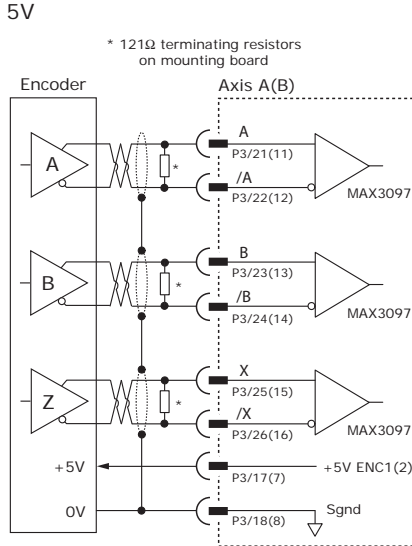 5V
* 121Ω terminating resistors
on mounting board
Encoder
Axis A(B)
A
A
P3/21(11)
*
/A
P3/22(12)
MAX3097
B
B
P3/23(13)
*
/B
P3/24(14)
MAX3097
Z
X
P3/25(15)
*
/X
P3/26(16)
MAX3097
+5V
P3/17(7)
+5V ENC1(2)
0V
P3/18(8)
Sgnd